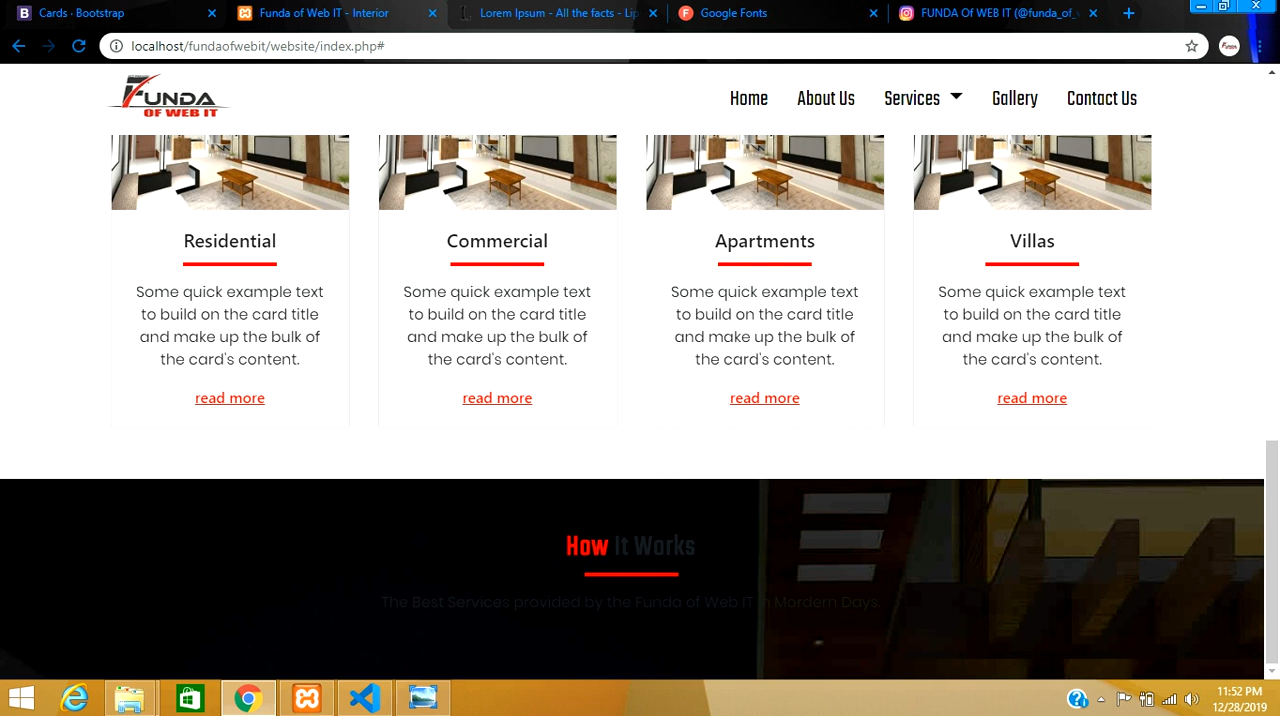 Cards · Bootstrap
Funda of Web IT - Interior
Lorem Ipsum - All the facts - Lip
Google Fonts
FUNDA Of WEB IT (@funda_of_
localhost/fundaofwebit/website/index.php#
FUNDA
OF WEB IT
Home About Us Services Gallery Contact Us
Residential Commercial Apartments Villas
Some quick example text Some quick example text Some quick example text Some quick example text
to build on the card title to build on the card title to build on the card title to build on the card title
and make up the bulk of and make up the bulk of and make up the bulk of and make up the bulk of
the card's content. the card's content. the card's content. the card's content.
read more read more read more read more
How It Works
The Best Services provided by the Funda of Web IT in Mordern Days.
11:52 PM
12/28/2019